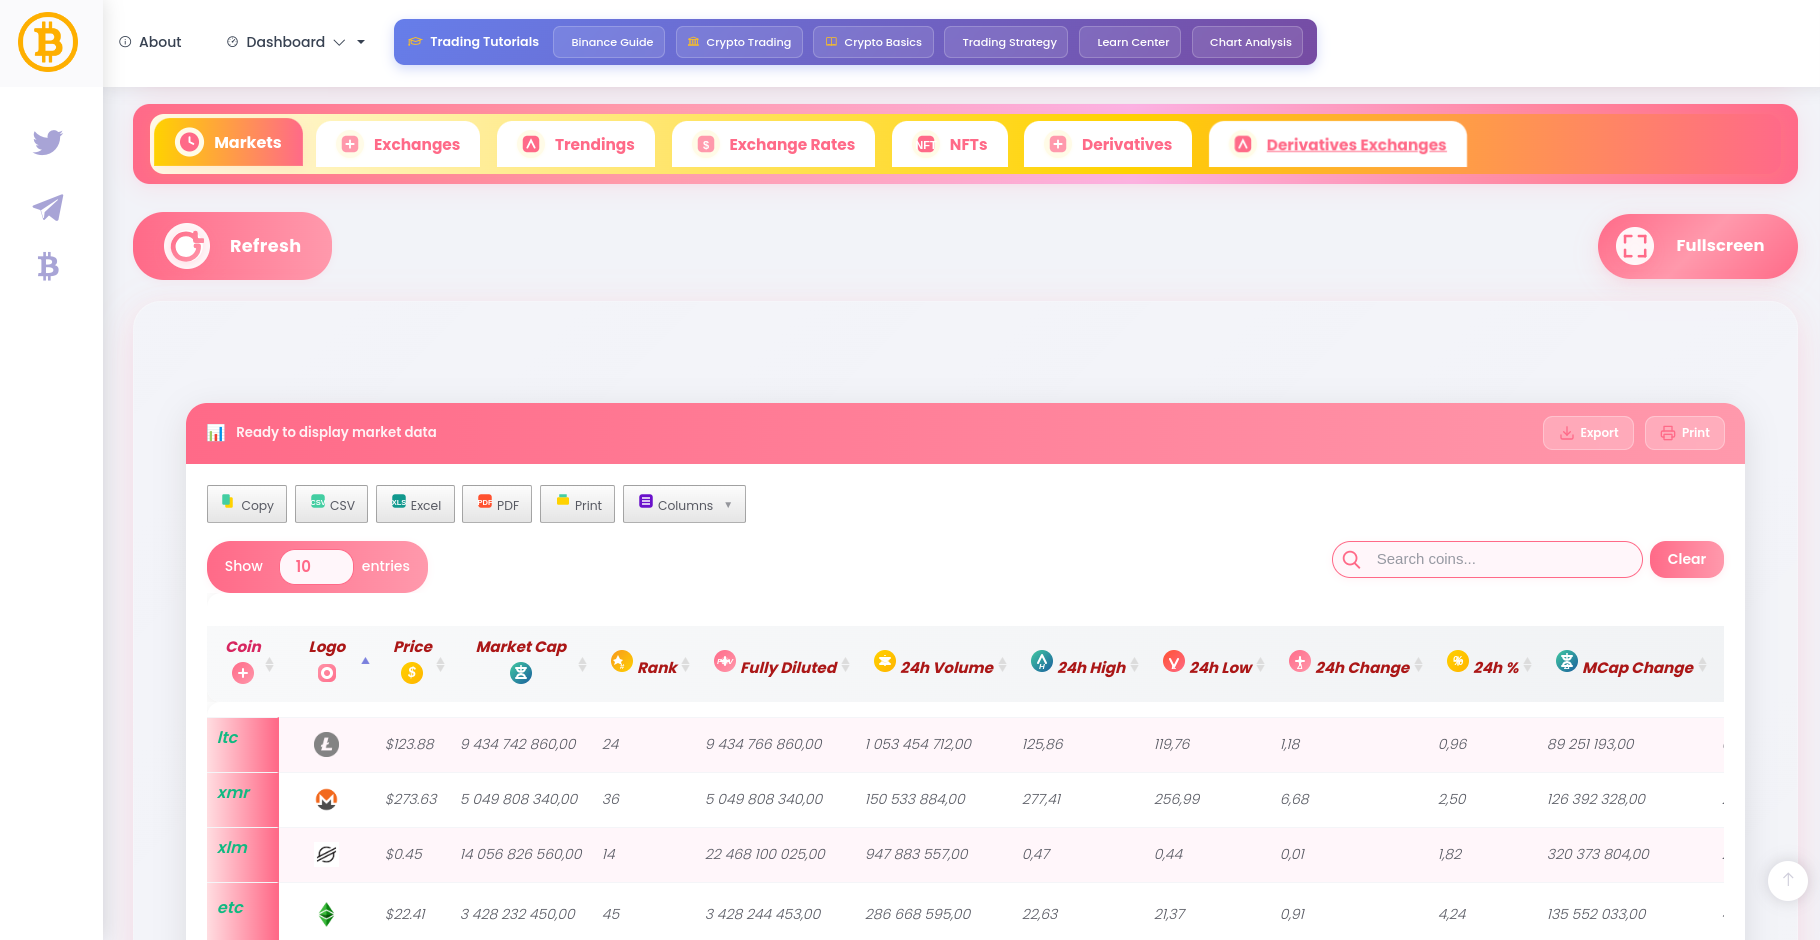 About
Dashboard
Trading Tutorials
Binance Guide
Crypto Trading
Crypto Basics
Trading Strategy
Learn Center
Chart Analysis
Markets
Exchanges
Trendings
Exchange Rates
NFT NFTs
Derivatives
Derivatives Exchanges
Refresh
Fullscreen
Ready to display market data
Export
Print
Copy
CSV CSV
XLS Excel
PDF PDF
Print
Columns ▼
Show 10 entries
Search coins...
Clear
Coin Logo Price Market Cap Rank Fully Diluted 24h Volume 24h High 24h Low 24h Change 24h % MCap Change
ltc $123.88 9 434 742 860,00 24 9 434 766 860,00 1 053 454 712,00 125,86 119,76 1,18 0,96 89 251 193,00
xmr $273.63 5 049 808 340,00 36 5 049 808 340,00 150 533 884,00 277,41 256,99 6,68 2,50 126 392 328,00
xlm $0.45 14 056 826 560,00 14 22 468 100 025,00 947 883 557,00 0,47 0,44 0,01 1,82 320 373 804,00
etc $22.41 3 428 232 450,00 45 3 428 244 453,00 286 668 595,00 22,63 21,37 0,91 4,24 135 552 033,00